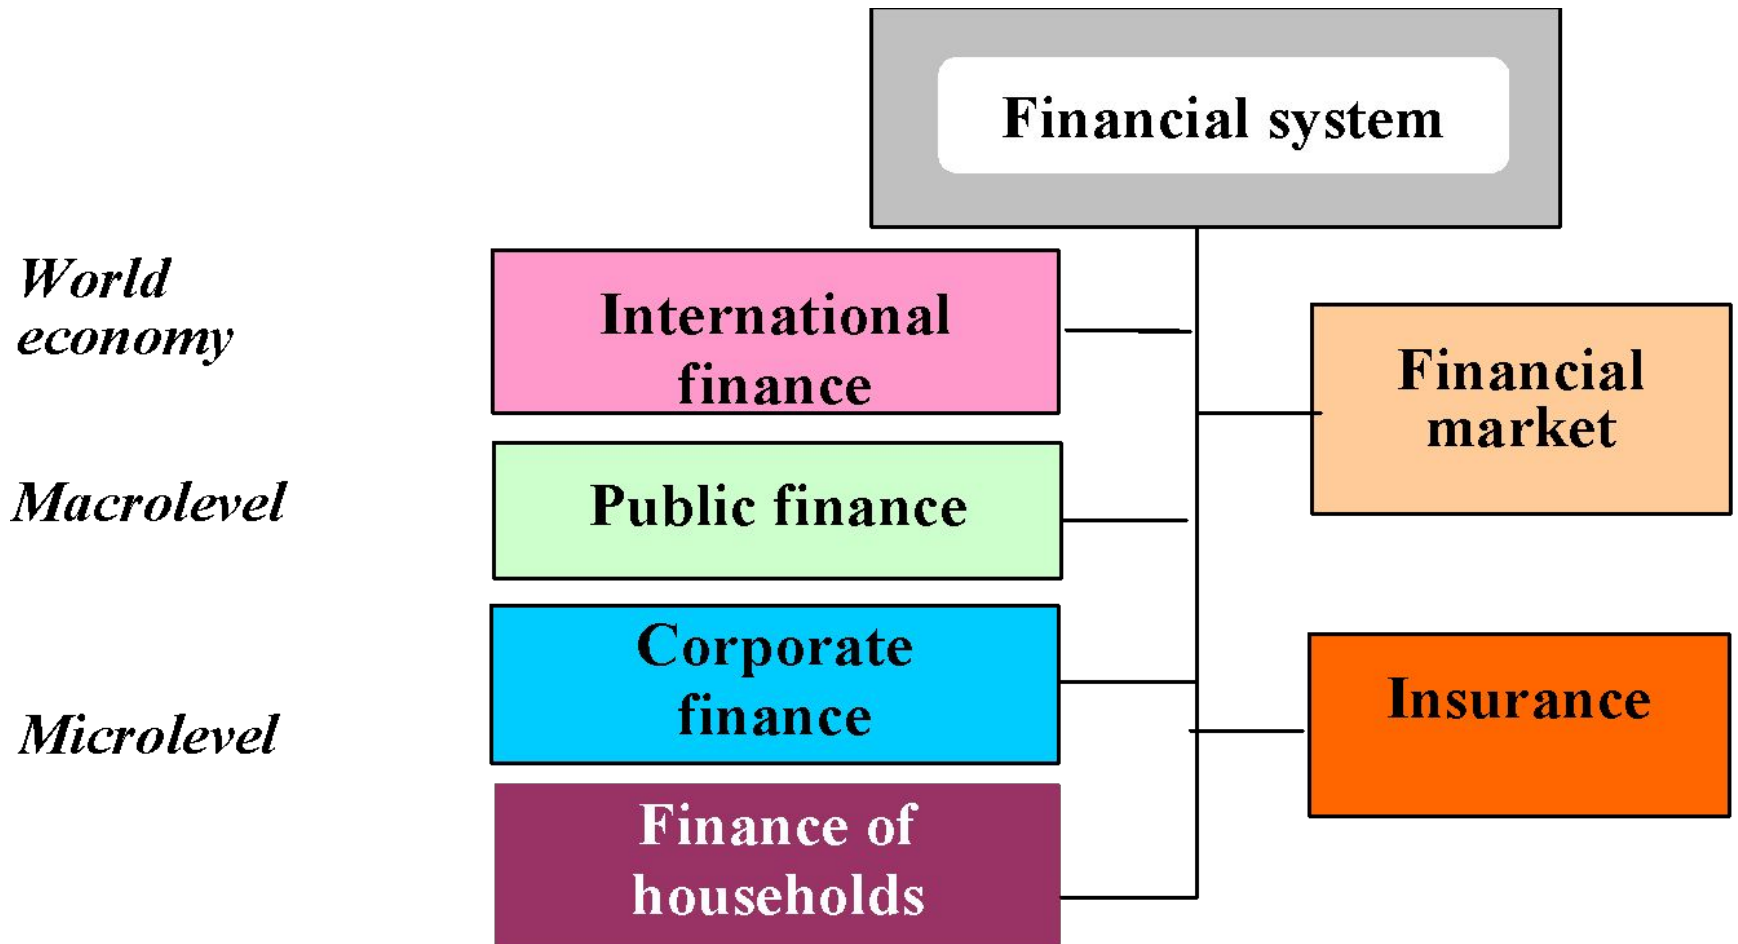 Financial system
World
economy
International
finance
Financial
market
Macrolevel
Public finance
Corporate
finance
Microlevel
Insurance
Finance of
households